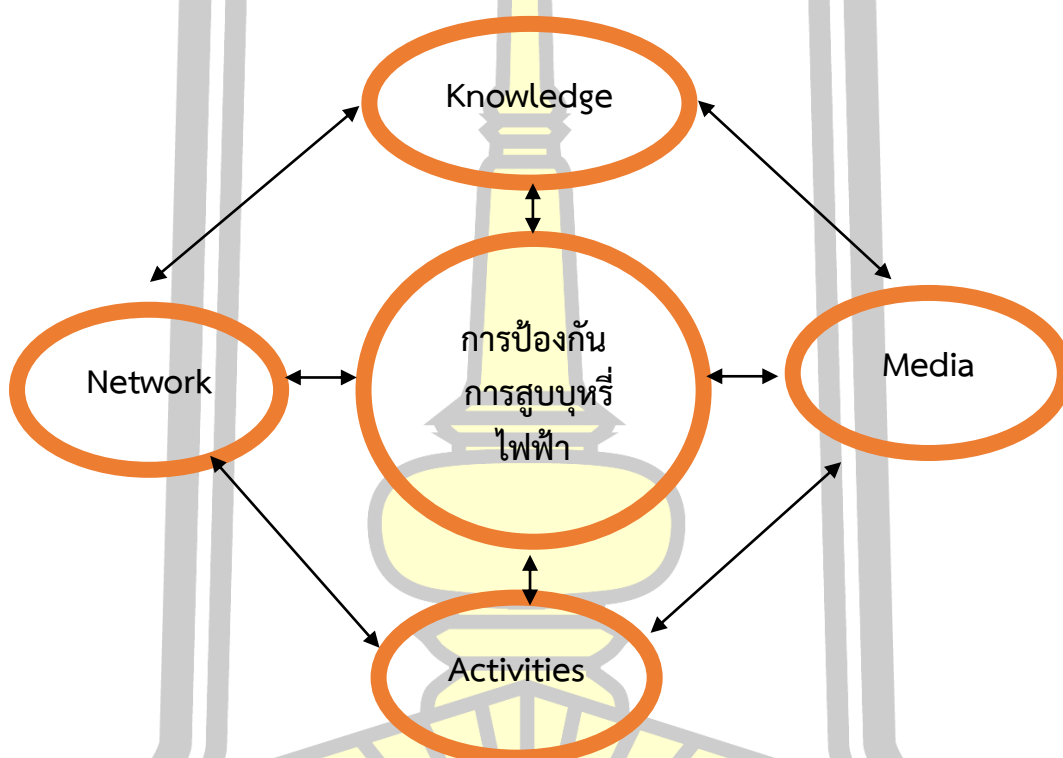 Knowledge
Network
การป้องกัน
การสูบบุหรี่
ไฟฟ้า
Media
Activities